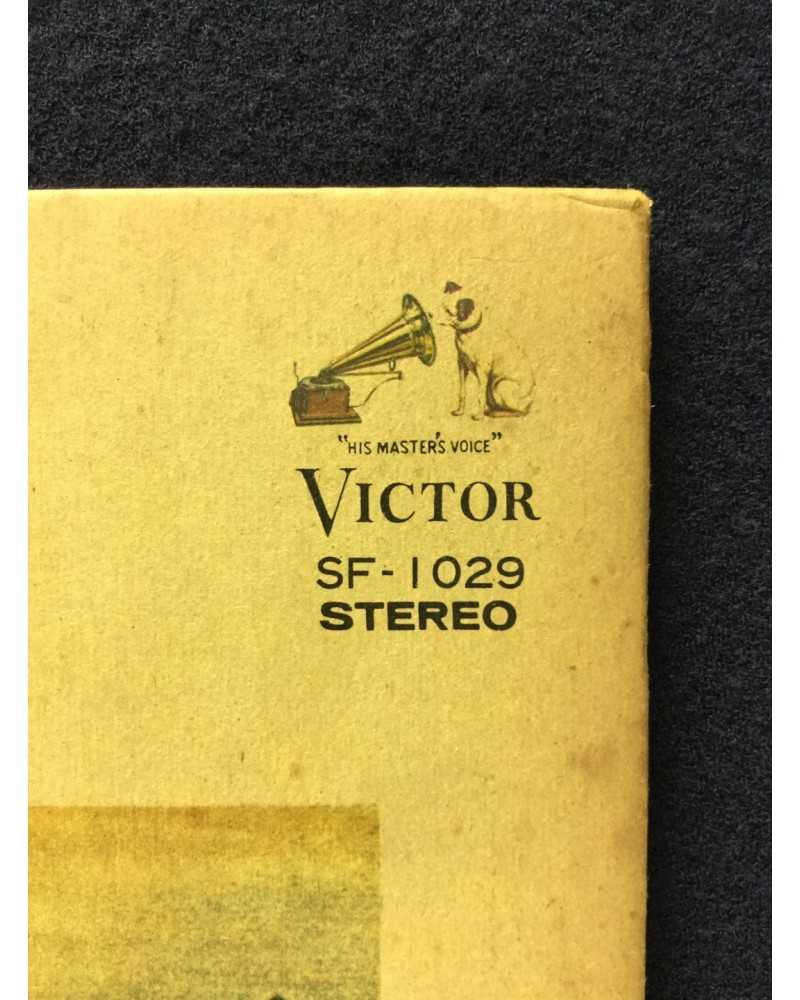 "HIS MASTER'S VOICE"
VICTOR
SF-1029
STEREO